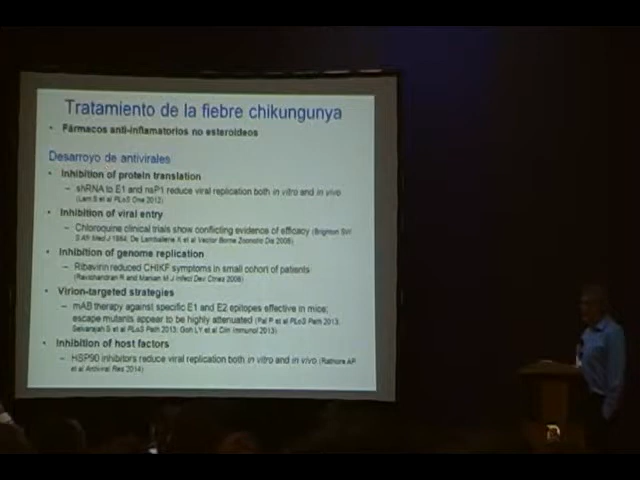 Tratamiento de la fiebre chikungunya
• Fármacos anti-inflamatorios no esteroideos
Desarroyo de antivirales
• Inhibition of protein translation
– shRNA to E1 and nsP1 reduce viral replication both in vitro and in vivo
(Lam S et al PLoS One 2012)
• Inhibition of viral entry
– Chloroquine clinical trials show conflicting evidence of efficacy (Brighton SW
S Afr Med J 1984; De Lamballerie X et al Vector Borne Zoonotic Dis 2008)
• Inhibition of genome replication
– Ribavirin reduced CHIKF symptoms in small cohort of patients
(Ravichandran R and Manian M J Infect Dev Ctries 2008)
• Virion-targeted strategies
– mAB therapy against specific E1 and E2 epitopes effective in mice;
escape mutants appear to be highly attenuated (Pal P et al PLoS Path 2013;
Selvarajah S et al PLoS Path 2013; Goh LY et al Clin Immunol 2013)
• Inhibition of host factors
– HSP90 inhibitors reduce viral replication both in vitro and in vivo (Rathore AP
et al Antiviral Res 2014)